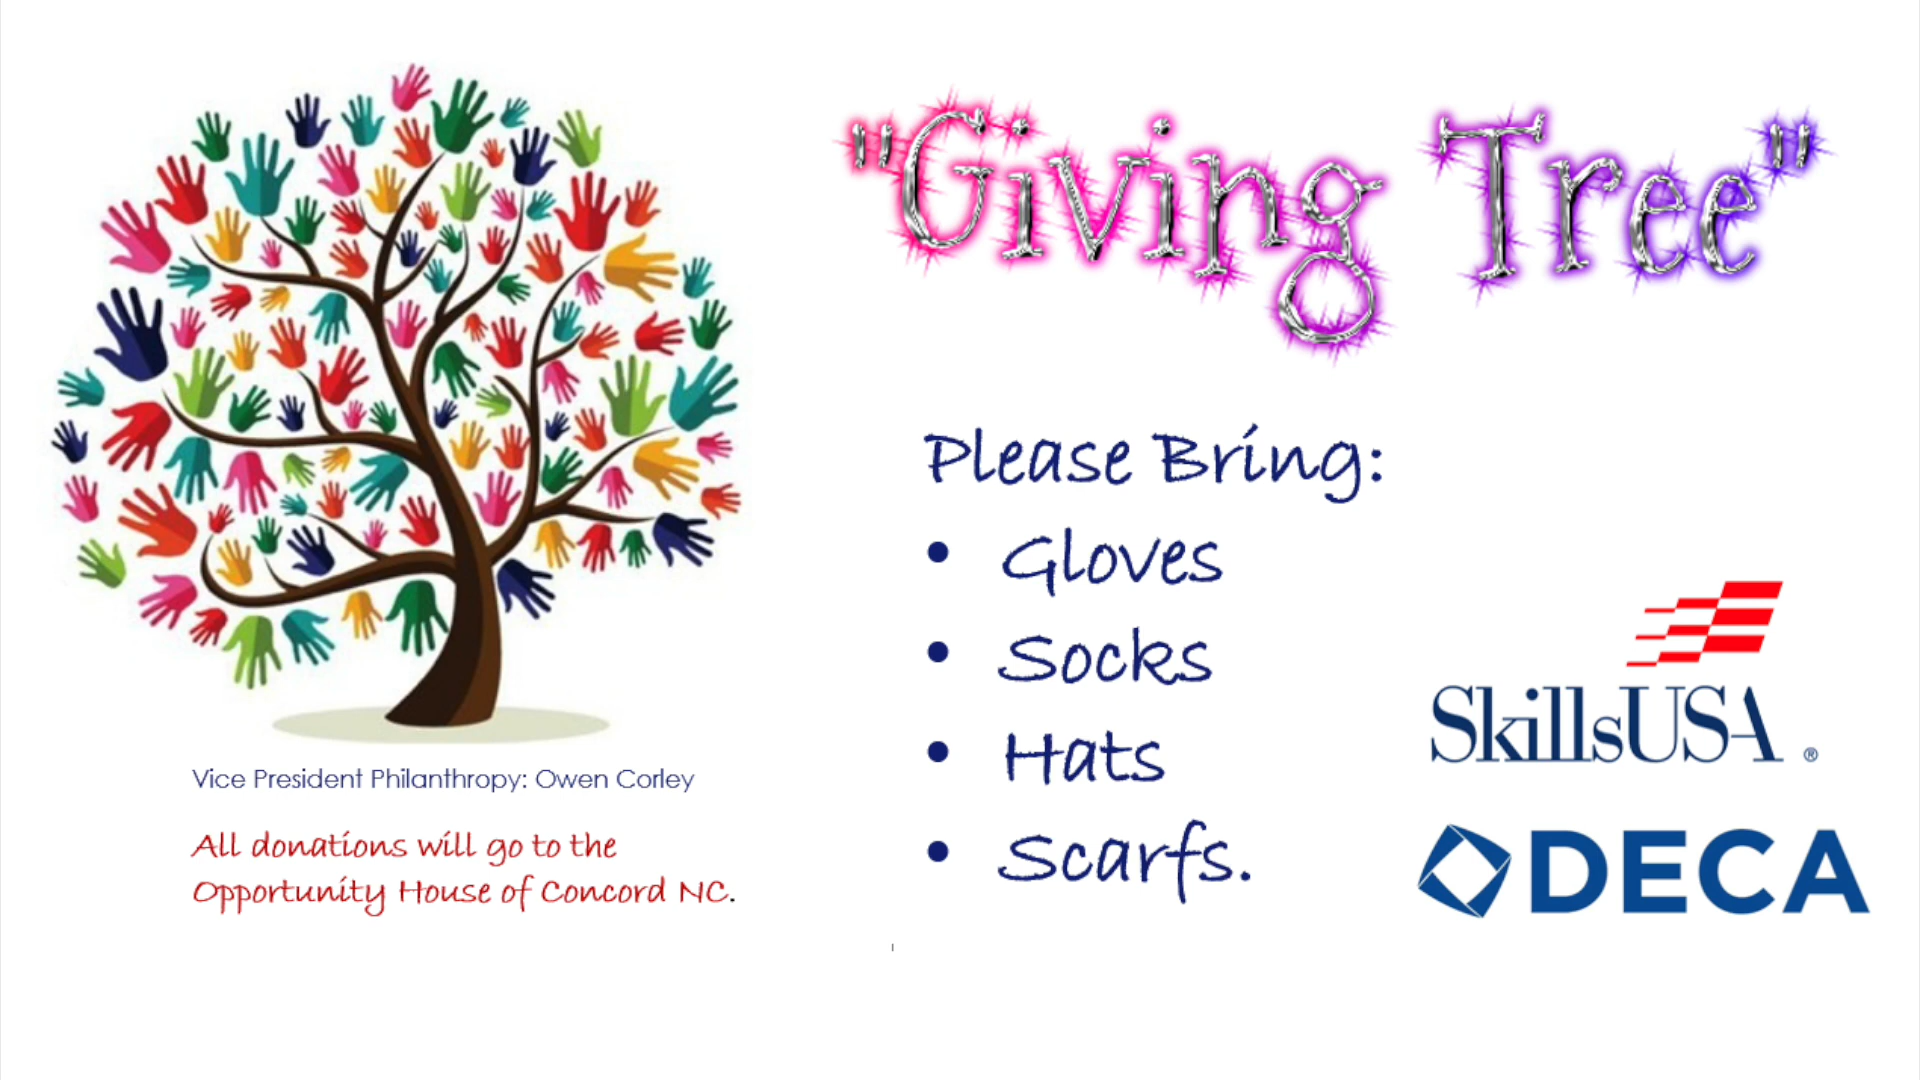 "Giving Tree"
Please Bring:
• Gloves
• Socks
• Hats
• Scarfs.
SkillsUSA®
DECA
Vice President Philanthropy: Owen Corley
All donations will go to the
Opportunity House of Concord NC.